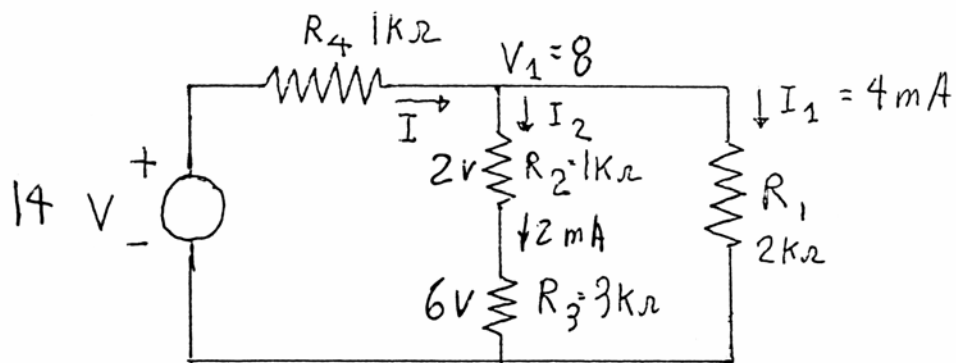 R4 1KΩ
V1=8
I
I2
I1 = 4mA
+
14 V
-
2v
R2=1KΩ
2mA
R1
2KΩ
6v
R3=3KΩ